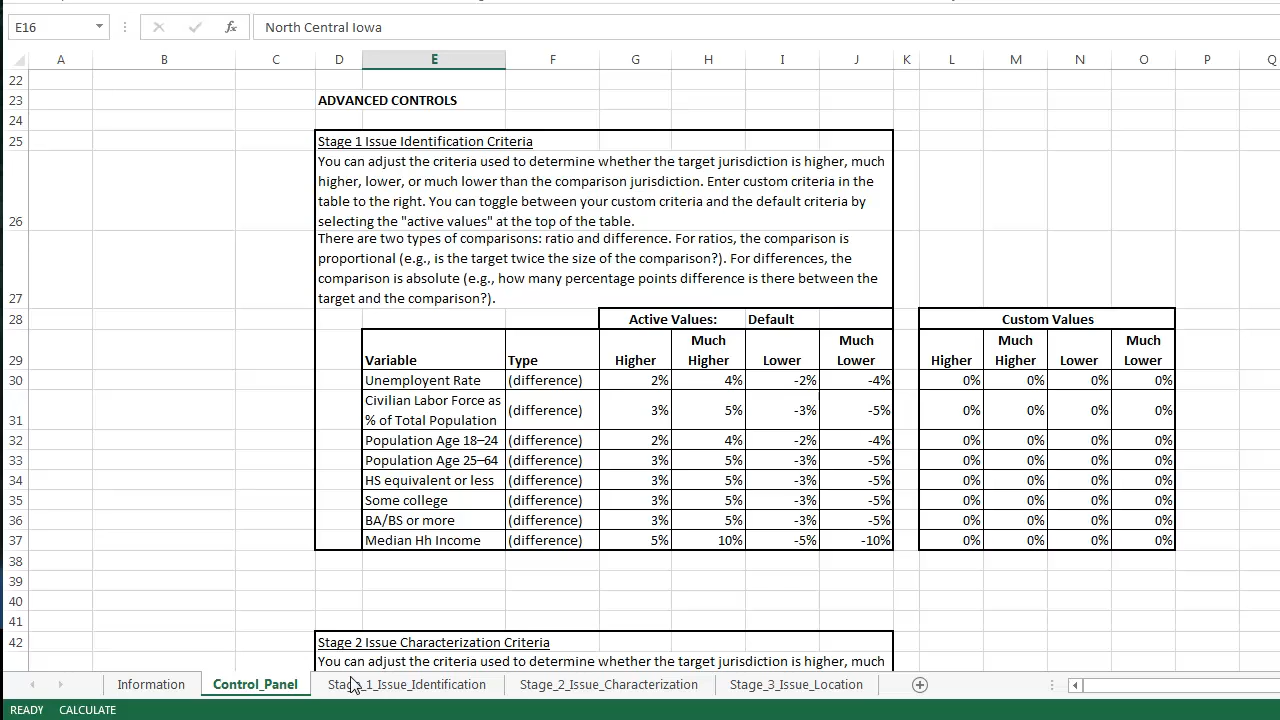 E16 fx North Central Iowa
A B C D E F G H I J K L M N O P Q
22
23 ADVANCED CONTROLS
24
25 Stage 1 Issue Identification Criteria
You can adjust the criteria used to determine whether the target jurisdiction is higher, much
higher, lower, or much lower than the comparison jurisdiction. Enter custom criteria in the
table to the right. You can toggle between your custom criteria and the default criteria by
26 selecting the "active values" at the top of the table.
There are two types of comparisons: ratio and difference. For ratios, the comparison is
proportional (e.g., is the target twice the size of the comparison?). For differences, the
comparison is absolute (e.g., how many percentage points difference is there between the
27 target and the comparison?).
28 Active Values: Default Custom Values
Much Much Much Much
29 Variable Type Higher Higher Lower Lower Higher Higher Lower Lower
30 Unemployent Rate (difference) 2% 4% -2% -4% 0% 0% 0% 0%
Civilian Labor Force as
31 % of Total Population (difference) 3% 5% -3% -5% 0% 0% 0% 0%
32 Population Age 18–24 (difference) 2% 4% -2% -4% 0% 0% 0% 0%
33 Population Age 25–64 (difference) 3% 5% -3% -5% 0% 0% 0% 0%
34 HS equivalent or less (difference) 3% 5% -3% -5% 0% 0% 0% 0%
35 Some college (difference) 3% 5% -3% -5% 0% 0% 0% 0%
36 BA/BS or more (difference) 3% 5% -3% -5% 0% 0% 0% 0%
37 Median Hh Income (difference) 5% 10% -5% -10% 0% 0% 0% 0%
38
39
40
41
42 Stage 2 Issue Characterization Criteria
You can adjust the criteria used to determine whether the target jurisdiction is higher, much
Information Control_Panel Stage_1_Issue_Identification Stage_2_Issue_Characterization Stage_3_Issue_Location
READY CALCULATE